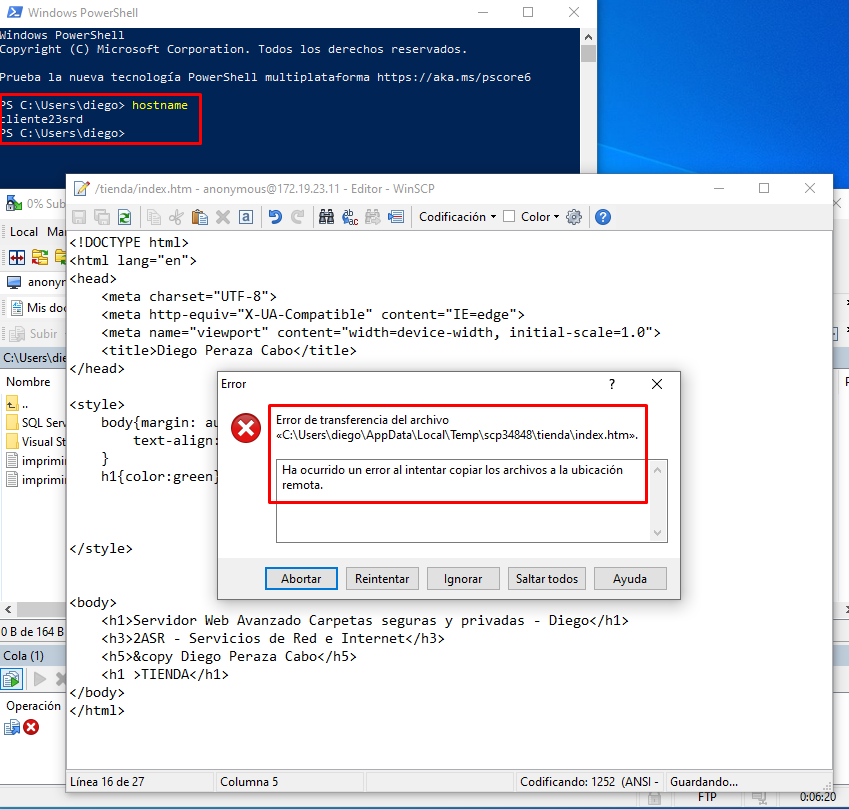 Windows PowerShell
Windows PowerShell
Copyright (C) Microsoft Corporation. Todos los derechos reservados.
Prueba la nueva tecnología PowerShell multiplataforma https://aka.ms/pscore6
PS C:\Users\diego> hostname
cliente23srd
PS C:\Users\diego>
/tienda/index.htm - anonymous@172.19.23.11 - Editor - WinSCP
0% Sub
Local
Codificación
Color
<!DOCTYPE html>
<html lang="en">
<head>
<meta charset="UTF-8">
<meta http-equiv="X-UA-Compatible" content="IE=edge">
<meta name="viewport" content="width=device-width, initial-scale=1.0">
<title>Diego Peraza Cabo</title>
</head>
<style>
body{margin: au
text-align:
}
h1{color:green}
</style>
<body>
<h1>Servidor Web Avanzado Carpetas seguras y privadas - Diego</h1>
<h3>2ASR - Servicios de Red e Internet</h3>
<h5>&copy Diego Peraza Cabo</h5>
<h1 >TIENDA</h1>
</body>
</html>
Error
Error de transferencia del archivo
«C:\Users\diego\AppData\Local\Temp\scp34848\tienda\index.htm».
Ha ocurrido un error al intentar copiar los archivos a la ubicación
remota.
Abortar
Reintentar
Ignorar
Saltar todos
Ayuda
anonym
Mis do
Subir
C:\Users\die
Nombre
..
SQL Serv
Visual St
imprimi
imprimi
0 B de 164 B
Cola (1)
Operación
Línea 16 de 27
Columna 5
Codificando: 1252 (ANSI -
Guardando...
FTP
0:06:20